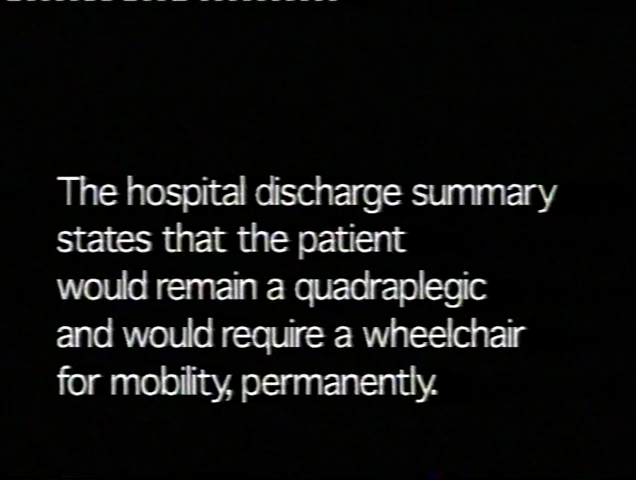 The hospital discharge summary
states that the patient
would remain a quadraplegic
and would require a wheelchair
for mobility, permanently.